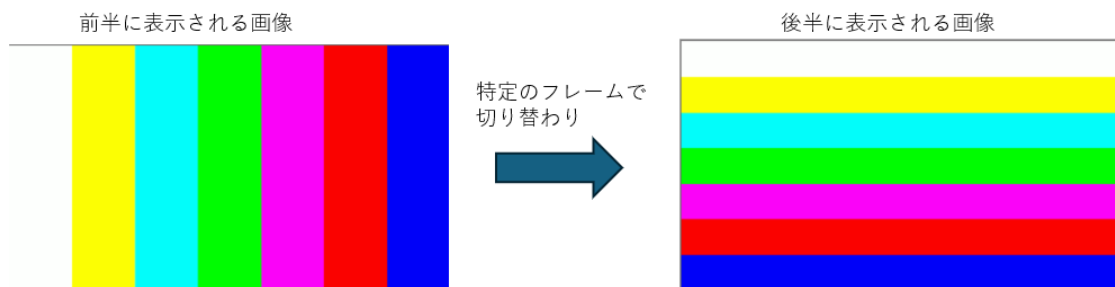 前半に表示される画像
後半に表示される画像
特定のフレームで
切り替わり